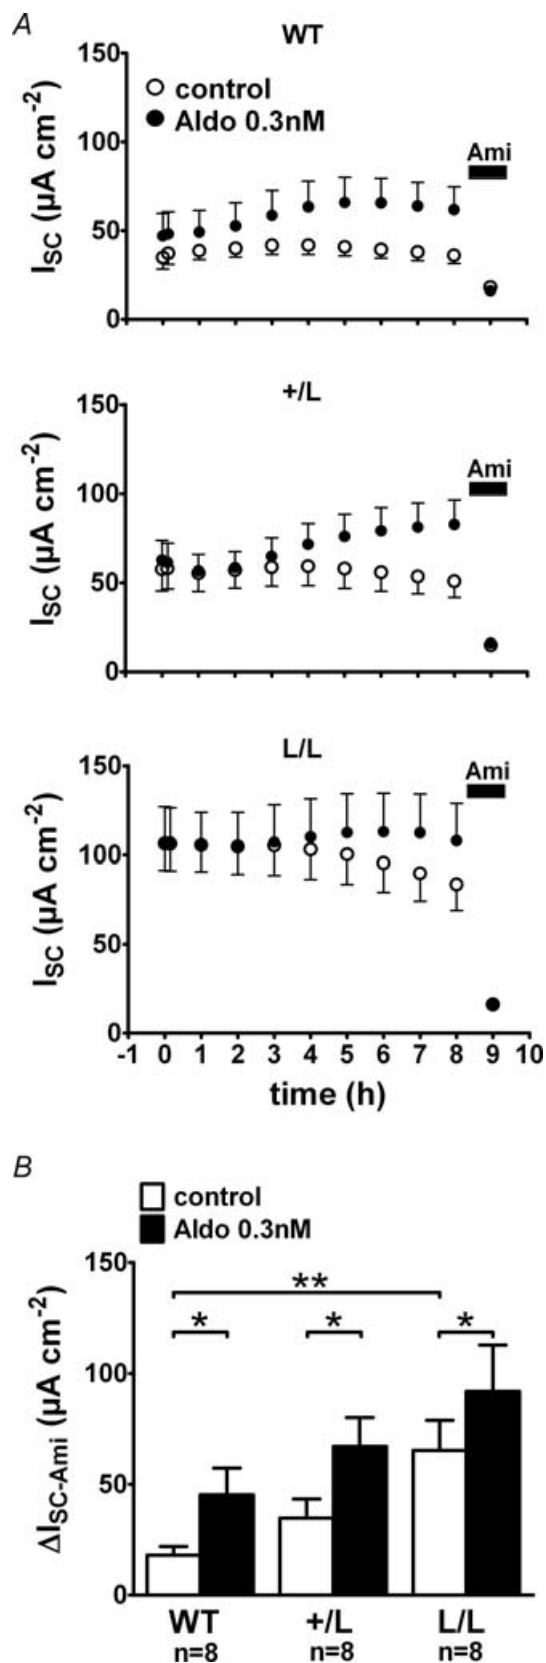 A
WT
control
Aldo 0.3nM
Ami
I_SC (µA cm⁻²)
150
100
50
0
+/L
Ami
I_SC (µA cm⁻²)
150
100
50
0
L/L
Ami
I_SC (µA cm⁻²)
150
100
50
0
-1 0 1 2 3 4 5 6 7 8 9 10
time (h)
B
control
Aldo 0.3nM
ΔI_SC-Ami (µA cm⁻²)
150
100
50
0
**
* * *
WT +/L L/L
n=8 n=8 n=8